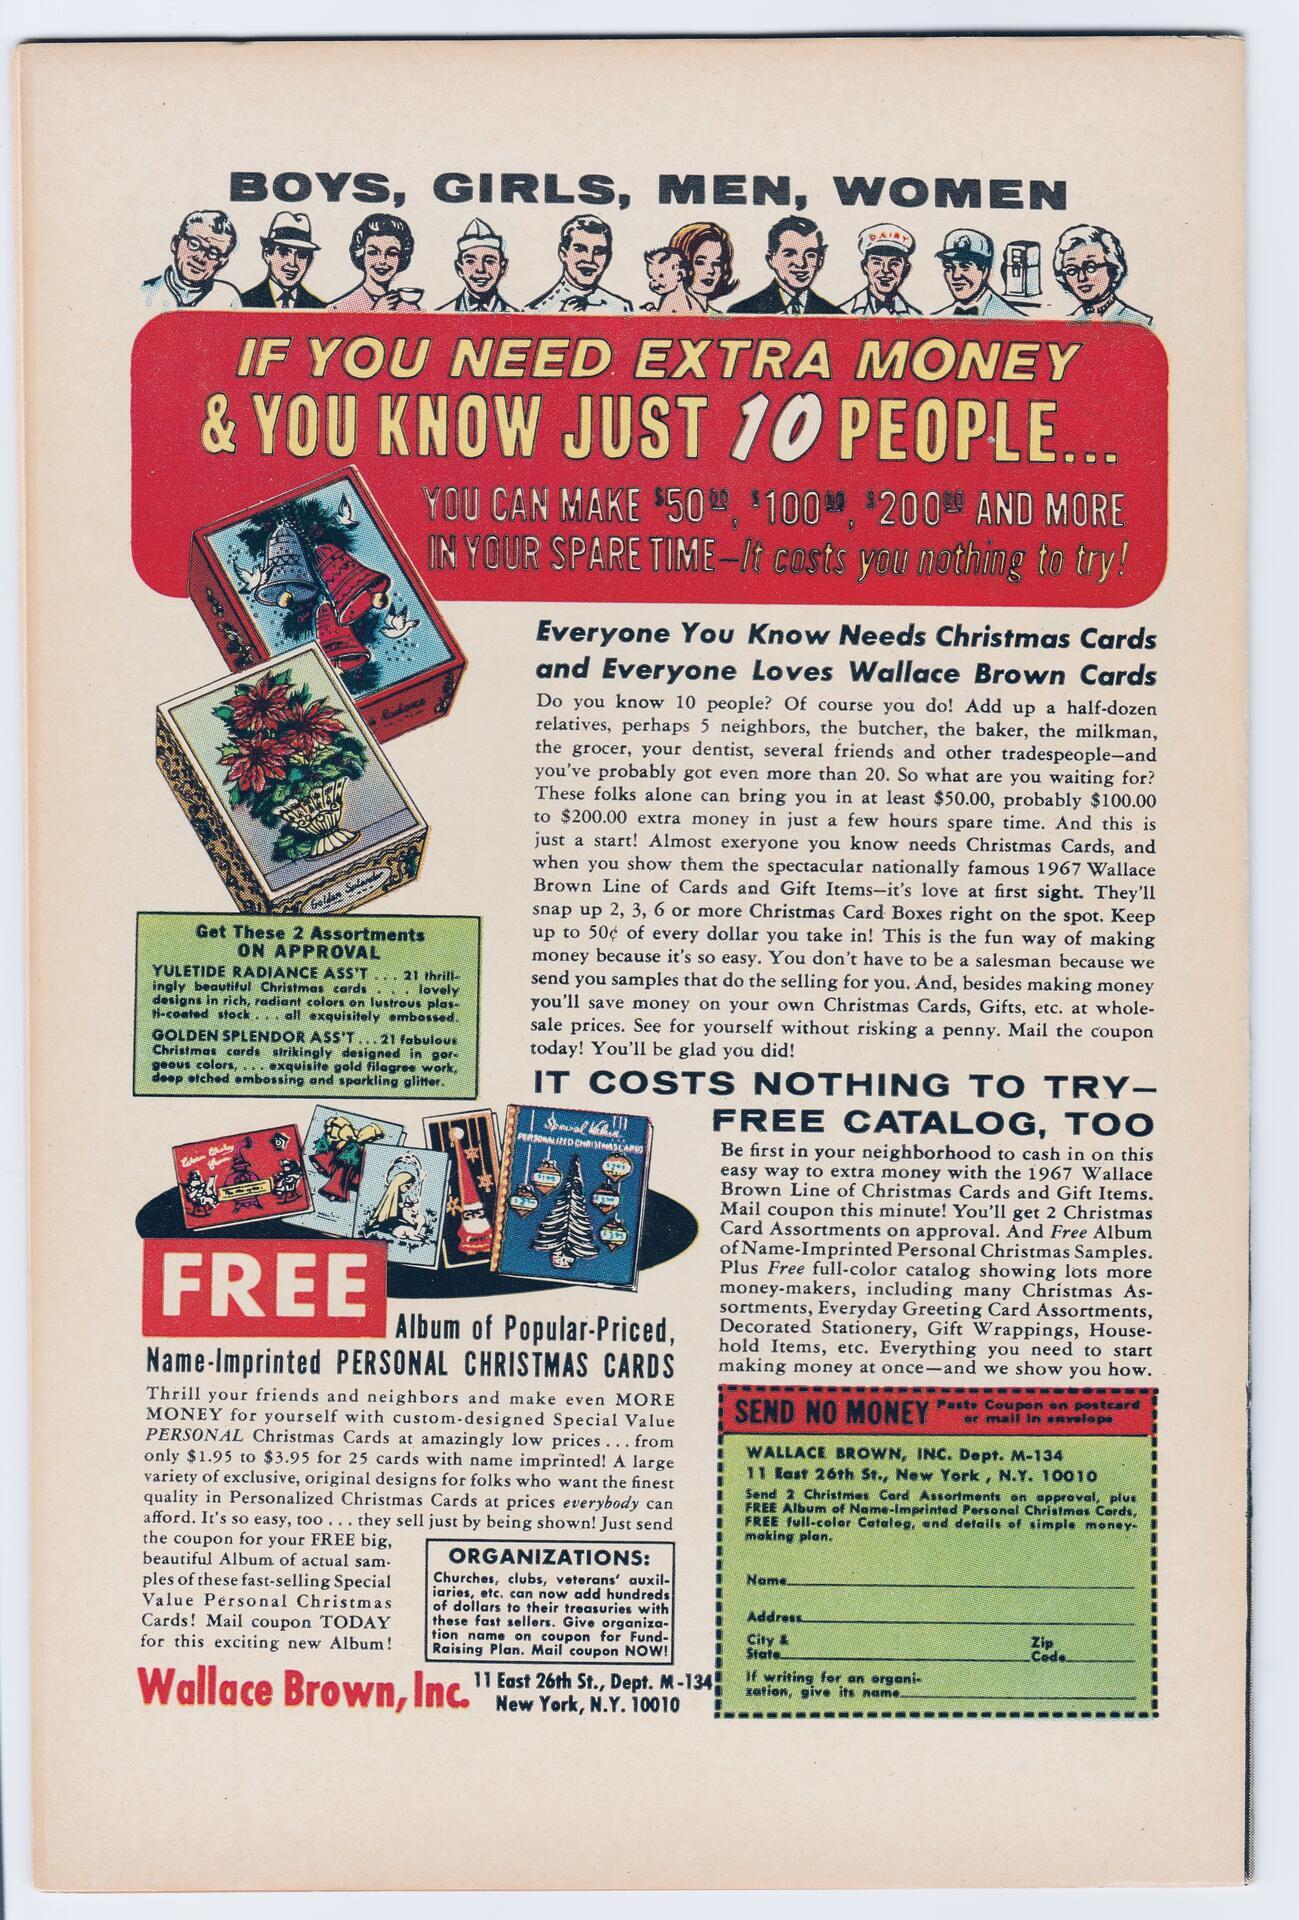 BOYS, GIRLS, MEN, WOMEN
DAIRY
IF YOU NEED EXTRA MONEY
& YOU KNOW JUST 10 PEOPLE...
YOU CAN MAKE $50⁰⁰, $100⁰⁰, $200⁰⁰ AND MORE
IN YOUR SPARE TIME—It costs you nothing to try!
Radiance
Golden Splendor
Everyone You Know Needs Christmas Cards
and Everyone Loves Wallace Brown Cards
Do you know 10 people? Of course you do! Add up a half-dozen
relatives, perhaps 5 neighbors, the butcher, the baker, the milkman,
the grocer, your dentist, several friends and other tradespeople—and
you've probably got even more than 20. So what are you waiting for?
These folks alone can bring you in at least $50.00, probably $100.00
to $200.00 extra money in just a few hours spare time. And this is
just a start! Almost exeryone you know needs Christmas Cards, and
when you show them the spectacular nationally famous 1967 Wallace
Brown Line of Cards and Gift Items—it's love at first sight. They'll
snap up 2, 3, 6 or more Christmas Card Boxes right on the spot. Keep
up to 50¢ of every dollar you take in! This is the fun way of making
money because it's so easy. You don't have to be a salesman because we
send you samples that do the selling for you. And, besides making money
you'll save money on your own Christmas Cards, Gifts, etc. at whole-
sale prices. See for yourself without risking a penny. Mail the coupon
today! You'll be glad you did!
Get These 2 Assortments
ON APPROVAL
YULETIDE RADIANCE ASS'T ... 21 thrill-
ingly beautiful Christmas cards ... lovely
designs in rich, radiant colors on lustrous plas-
ti-coated stock ... all exquisitely embossed.
GOLDEN SPLENDOR ASS'T ... 21 fabulous
Christmas cards strikingly designed in gor-
geous colors, ... exquisite gold filagree work,
deep etched embossing and sparkling glitter.
IT COSTS NOTHING TO TRY—
FREE CATALOG, TOO
Be first in your neighborhood to cash in on this
easy way to extra money with the 1967 Wallace
Brown Line of Christmas Cards and Gift Items.
Mail coupon this minute! You'll get 2 Christmas
Card Assortments on approval. And Free Album
of Name-Imprinted Personal Christmas Samples.
Plus Free full-color catalog showing lots more
money-makers, including many Christmas As-
sortments, Everyday Greeting Card Assortments,
Decorated Stationery, Gift Wrappings, House-
hold Items, etc. Everything you need to start
making money at once—and we show you how.
Special Value
PERSONALIZED CHRISTMAS CARDS
FREE
Album of Popular-Priced,
Name-Imprinted PERSONAL CHRISTMAS CARDS
Thrill your friends and neighbors and make even MORE
MONEY for yourself with custom-designed Special Value
PERSONAL Christmas Cards at amazingly low prices ... from
only $1.95 to $3.95 for 25 cards with name imprinted! A large
variety of exclusive, original designs for folks who want the finest
quality in Personalized Christmas Cards at prices everybody can
afford. It's so easy, too ... they sell just by being shown! Just send
the coupon for your FREE big,
beautiful Album of actual sam-
ples of these fast-selling Special
Value Personal Christmas
Cards! Mail coupon TODAY
for this exciting new Album!
ORGANIZATIONS:
Churches, clubs, veterans' auxil-
iaries, etc. can now add hundreds
of dollars to their treasuries with
these fast sellers. Give organiza-
tion name on coupon for Fund-
Raising Plan. Mail coupon NOW!
Wallace Brown, Inc.
11 East 26th St., Dept. M-134
New York, N.Y. 10010
SEND NO MONEY Paste Coupon on postcard
or mail in envelope
WALLACE BROWN, INC. Dept. M-134
11 East 26th St., New York, N.Y. 10010
Send 2 Christmas Card Assortments on approval, plus
FREE Album of Name-Imprinted Personal Christmas Cards,
FREE full-color Catalog, and details of simple money-
making plan.
Name
Address
City &
State
Zip
Code
If writing for an organi-
zation, give its name